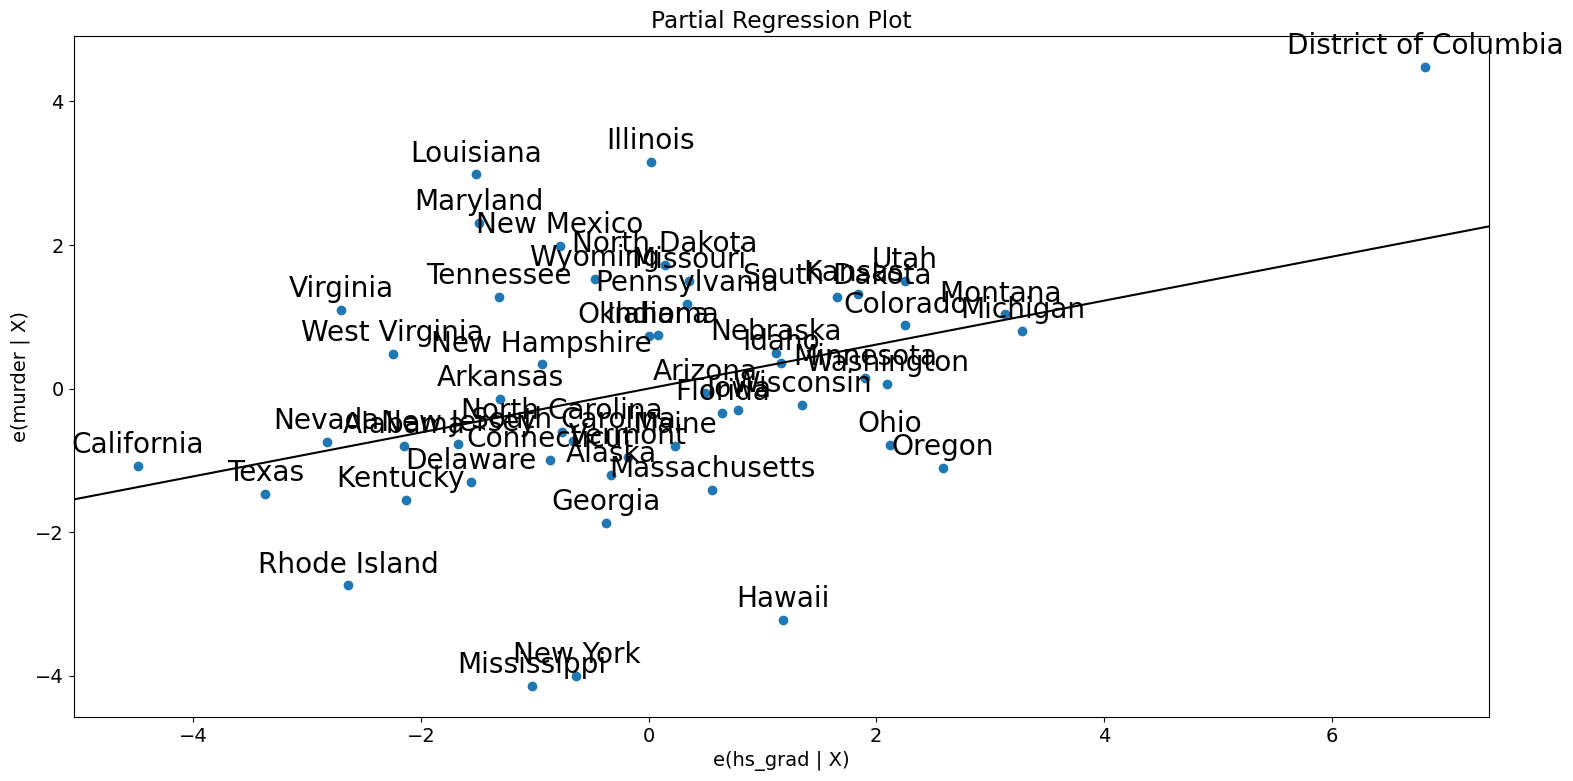 Partial Regression Plot
District of Columbia
Illinois
Louisiana
Maryland
New Mexico
North Dakota
Wyoming
Missouri
Utah
Kansas
South Dakota
Tennessee
Pennsylvania
Virginia
Montana
Colorado
Michigan
Oklahoma
Indiana
West Virginia
Nebraska
New Hampshire
Idaho
Minnesota
Washington
Arizona
Arkansas
Iowa
Wisconsin
Florida
North Carolina
Nevada
Alabama
New Jersey
South Carolina
Maine
Ohio
Connecticut
Vermont
Oregon
California
Delaware
Alaska
Massachusetts
Texas
Kentucky
Georgia
Rhode Island
Hawaii
New York
Mississippi
4
2
0
−2
−4
e(murder | X)
−4 −2 0 2 4 6
e(hs_grad | X)